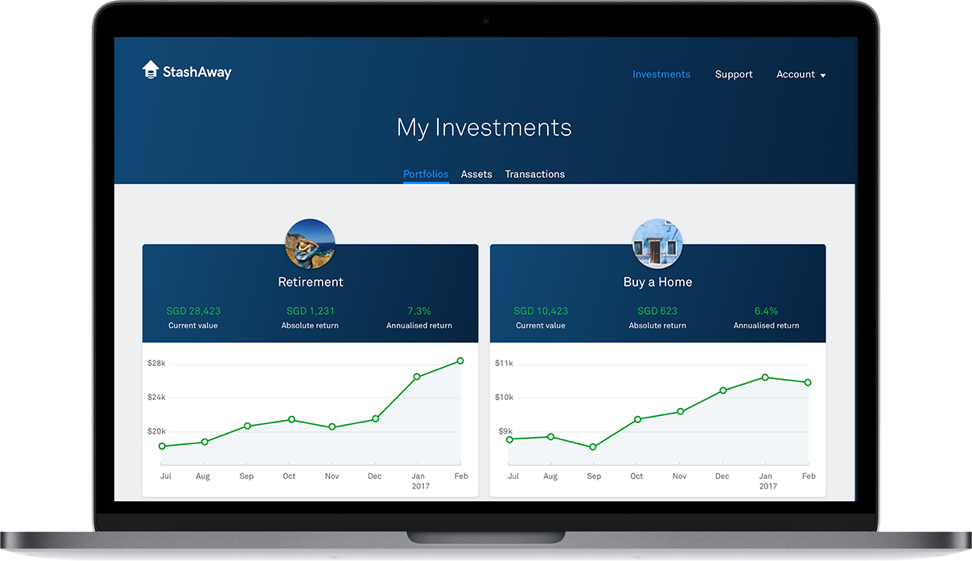 StashAway
Investments Support Account
My Investments
Portfolios Assets Transactions
Retirement
SGD 28,423 SGD 1,231 7.3%
Current value Absolute return Annualised return
$28k
$24k
$20k
Jul Aug Sep Oct Nov Dec Jan Feb
2017
Buy a Home
SGD 10,423 SGD 623 6.4%
Current value Absolute return Annualised return
$11k
$10k
$9k
Jul Aug Sep Oct Nov Dec Jan Feb
2017